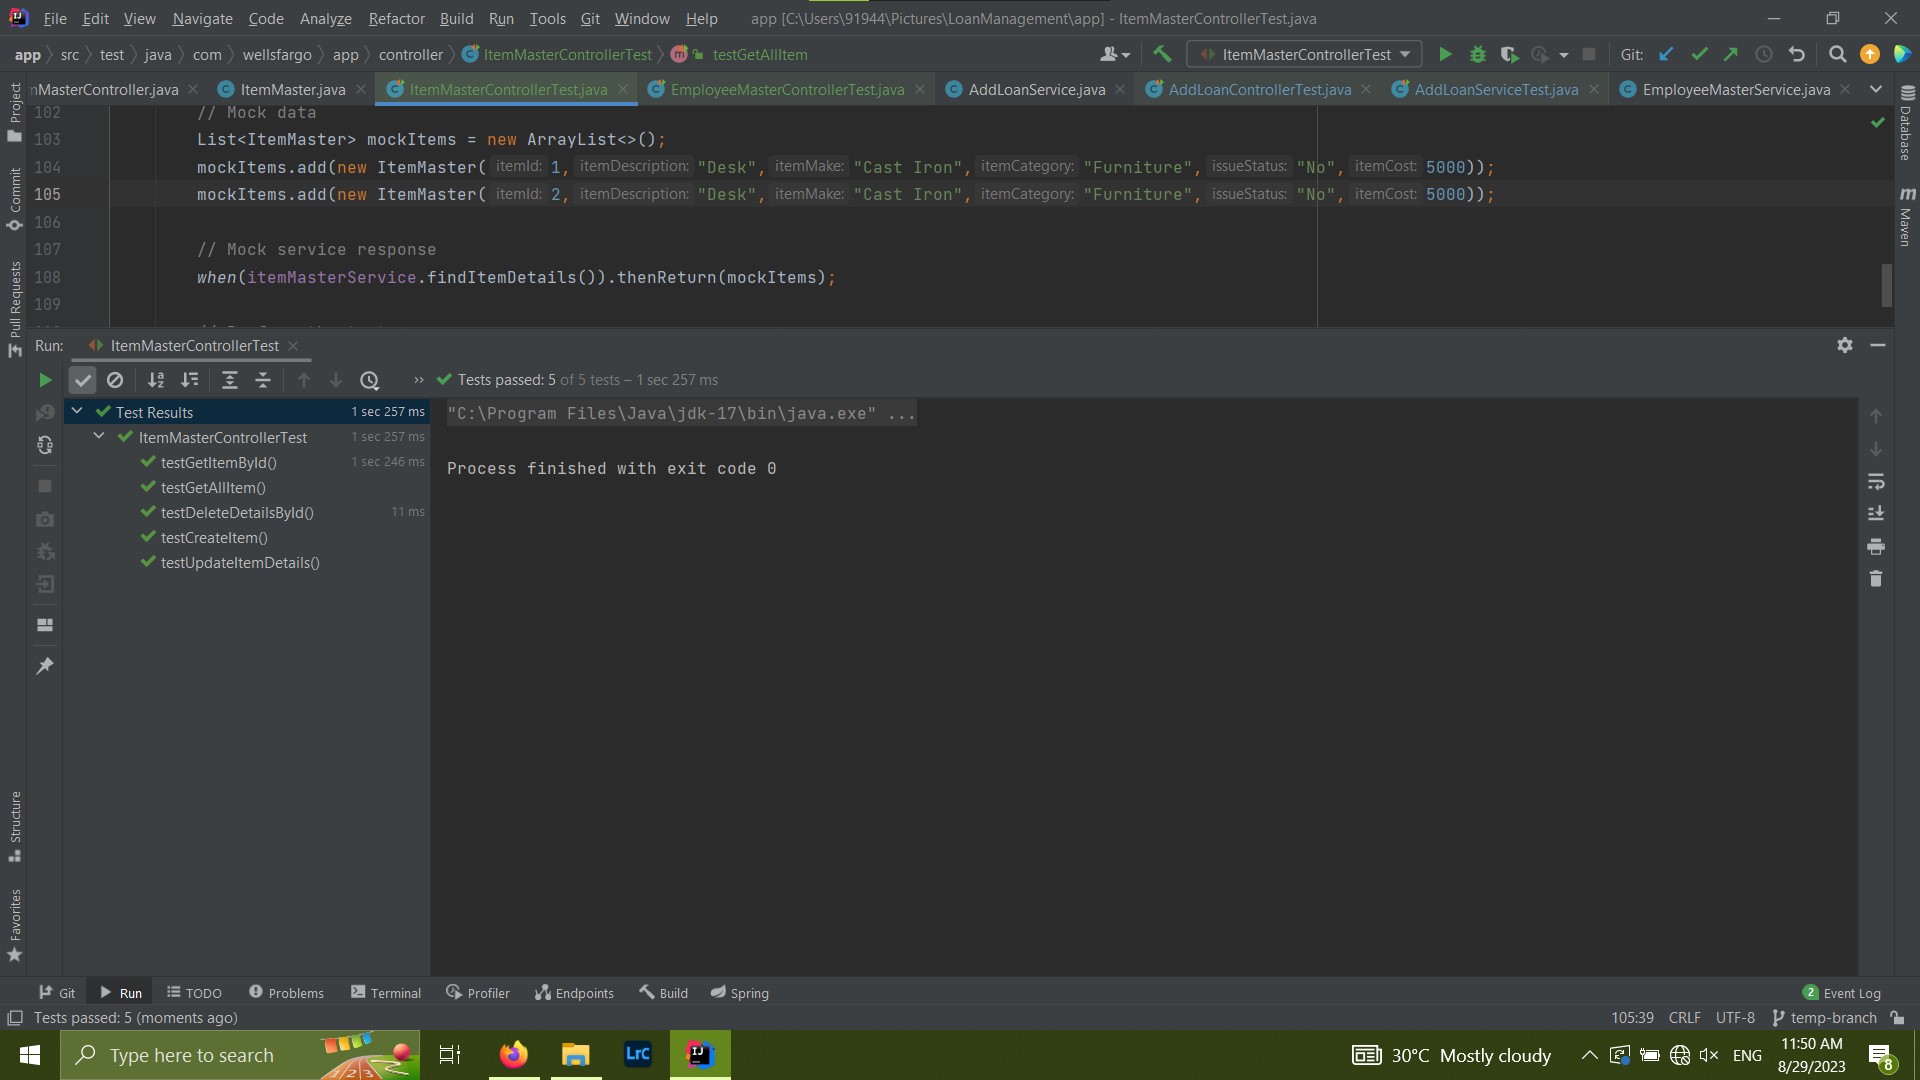 File Edit View Navigate Code Analyze Refactor Build Run Tools Git Window Help app [C:\Users\91944\Pictures\LoanManagement\app] - ItemMasterControllerTest.java
app src test java com wellsfargo app controller ItemMasterControllerTest testGetAllItem ItemMasterControllerTest Git:
MasterController.java ItemMaster.java ItemMasterControllerTest.java EmployeeMasterControllerTest.java AddLoanService.java AddLoanControllerTest.java AddLoanServiceTest.java EmployeeMasterService.java
Project
Commit
Pull Requests
Structure
Favorites
Database
Maven
102 // Mock data
103 List<ItemMaster> mockItems = new ArrayList<>();
104 mockItems.add(new ItemMaster( itemId: 1, itemDescription: "Desk", itemMake: "Cast Iron", itemCategory: "Furniture", issueStatus: "No", itemCost: 5000));
105 mockItems.add(new ItemMaster( itemId: 2, itemDescription: "Desk", itemMake: "Cast Iron", itemCategory: "Furniture", issueStatus: "No", itemCost: 5000));
106
107 // Mock service response
108 when(itemMasterService.findItemDetails()).thenReturn(mockItems);
109
Run: ItemMasterControllerTest
» Tests passed: 5 of 5 tests – 1 sec 257 ms
Test Results 1 sec 257 ms
ItemMasterControllerTest 1 sec 257 ms
testGetItemById() 1 sec 246 ms
testGetAllItem()
testDeleteDetailsById() 11 ms
testCreateItem()
testUpdateItemDetails()
"C:\Program Files\Java\jdk-17\bin\java.exe" ...
Process finished with exit code 0
Git Run TODO Problems Terminal Profiler Endpoints Build Spring 2 Event Log
Tests passed: 5 (moments ago) 105:39 CRLF UTF-8 temp-branch
Type here to search LrC 30°C Mostly cloudy ENG 11:50 AM
8/29/2023 8